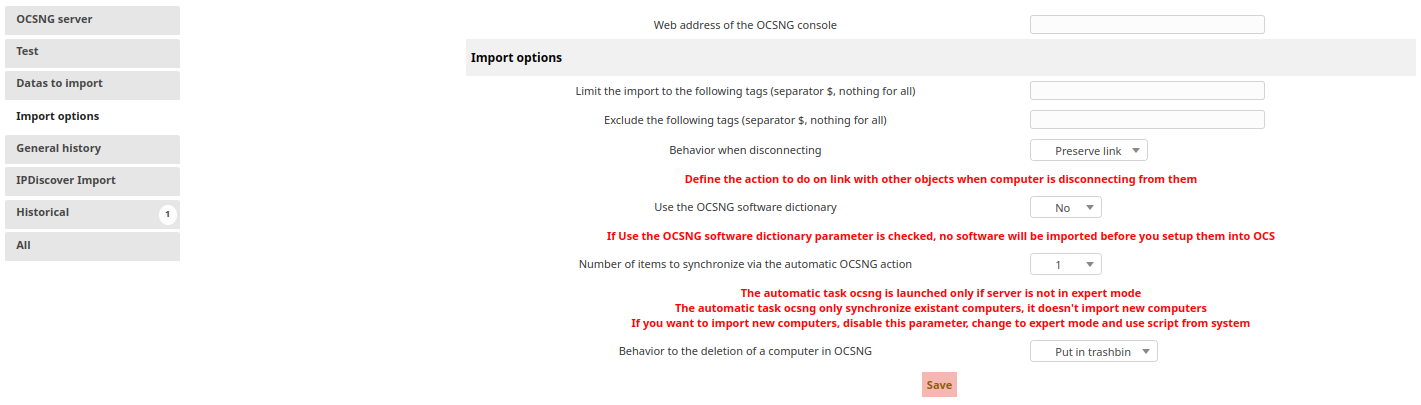 OCSNG server
Test
Datas to import
Import options
General history
IPDiscover Import
Historical 1
All
Web address of the OCSNG console
Import options
Limit the import to the following tags (separator $, nothing for all)
Exclude the following tags (separator $, nothing for all)
Behavior when disconnecting Preserve link
Define the action to do on link with other objects when computer is disconnecting from them
Use the OCSNG software dictionary No
If Use the OCSNG software dictionary parameter is checked, no software will be imported before you setup them into OCS
Number of items to synchronize via the automatic OCSNG action 1
The automatic task ocsng is launched only if server is not in expert mode
The automatic task ocsng only synchronize existant computers, it doesn't import new computers
If you want to import new computers, disable this parameter, change to expert mode and use script from system
Behavior to the deletion of a computer in OCSNG Put in trashbin
Save